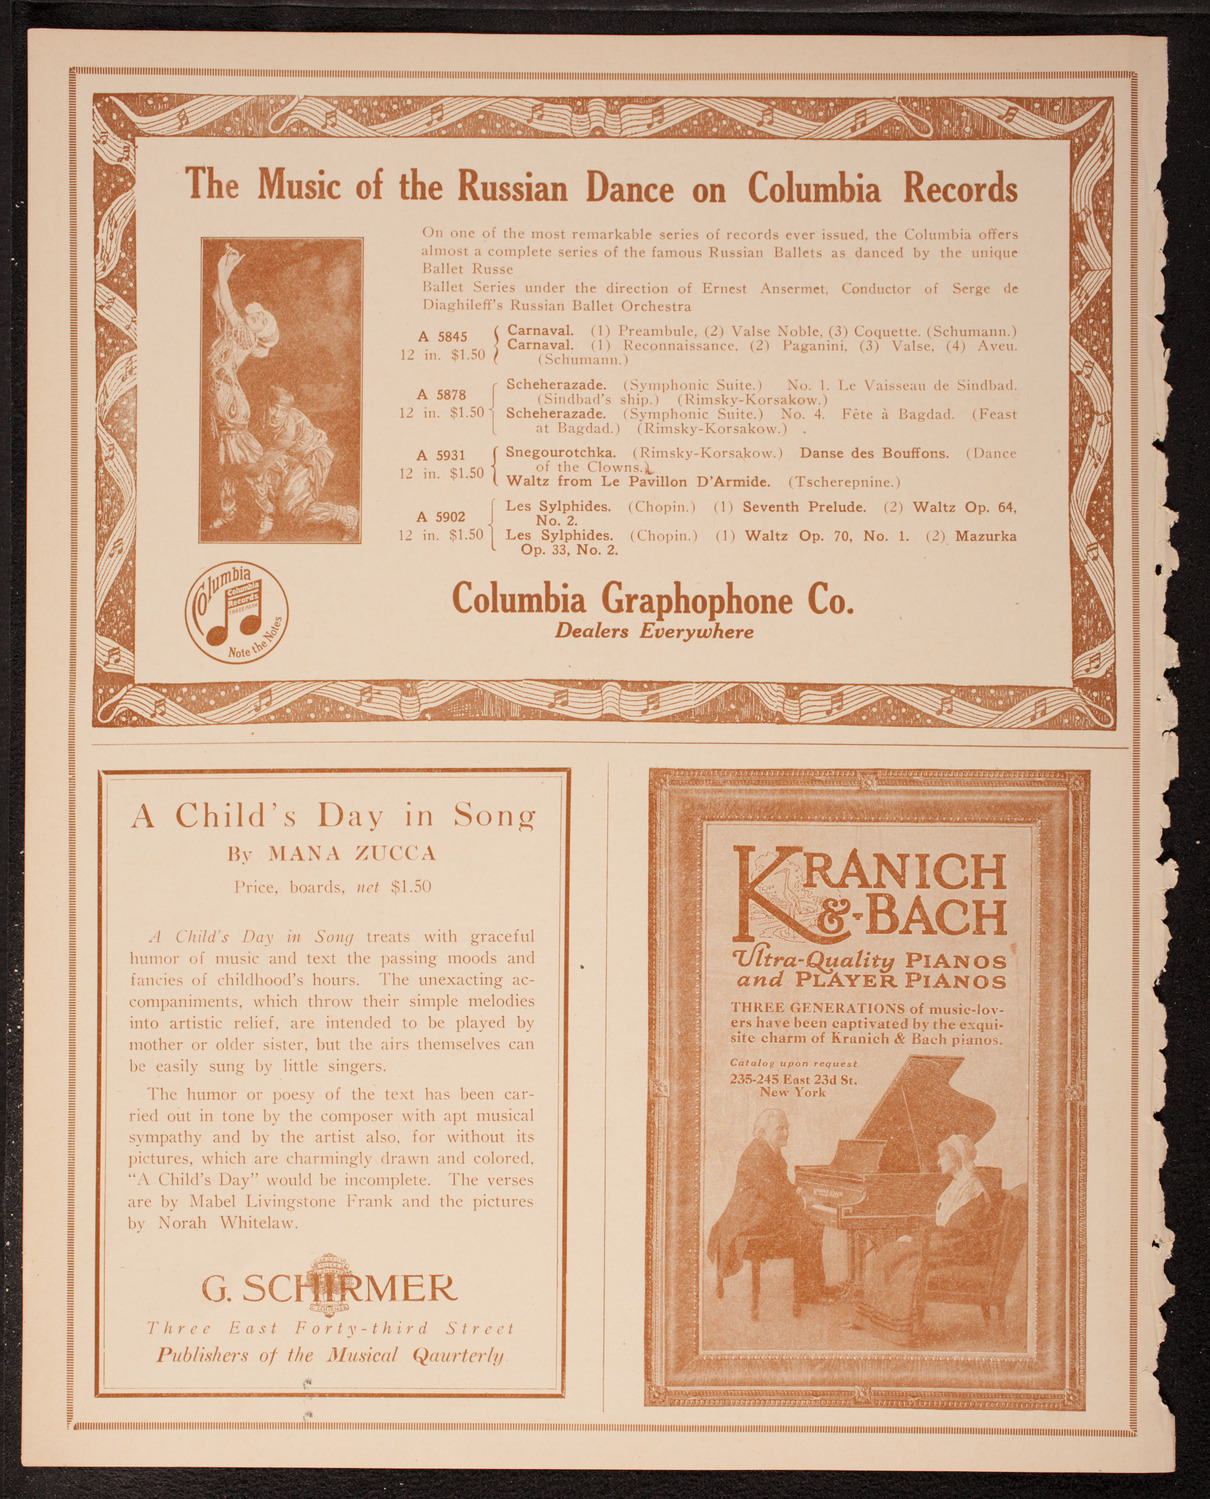 The Music of the Russian Dance on Columbia Records
On one of the most remarkable series of records ever issued, the Columbia offers
almost a complete series of the famous Russian Ballets as danced by the unique
Ballet Russe
Ballet Series under the direction of Ernest Ansermet, Conductor of Serge de
Diaghileff's Russian Ballet Orchestra
A 5845
12 in. $1.50
Carnaval. (1) Preambule, (2) Valse Noble, (3) Coquette. (Schumann.)
Carnaval. (1) Reconnaissance, (2) Paganini, (3) Valse, (4) Aveu.
(Schumann.)
A 5878
12 in. $1.50
Scheherazade. (Symphonic Suite.) No. 1. Le Vaisseau de Sindbad.
(Sindbad's ship.) (Rimsky-Korsakow.)
Scheherazade. (Symphonic Suite.) No. 4. Fête à Bagdad. (Feast
at Bagdad.) (Rimsky-Korsakow.)
A 5931
12 in. $1.50
Snegourotchka. (Rimsky-Korsakow.) Danse des Bouffons. (Dance
of the Clowns.)
Waltz from Le Pavillon D'Armide. (Tscherepnine.)
A 5902
12 in. $1.50
Les Sylphides. (Chopin.) (1) Seventh Prelude. (2) Waltz Op. 64,
No. 2.
Les Sylphides. (Chopin.) (1) Waltz Op. 70, No. 1. (2) Mazurka
Op. 33, No. 2.
Columbia
Columbia
Records
Note the Notes
Columbia Graphophone Co.
Dealers Everywhere
A Child's Day in Song
By MANA ZUCCA
Price, boards, net $1.50
A Child's Day in Song treats with graceful
humor of music and text the passing moods and
fancies of childhood's hours. The unexacting ac-
companiments, which throw their simple melodies
into artistic relief, are intended to be played by
mother or older sister, but the airs themselves can
be easily sung by little singers.
The humor or poesy of the text has been car-
ried out in tone by the composer with apt musical
sympathy and by the artist also, for without its
pictures, which are charmingly drawn and colored,
"A Child's Day" would be incomplete. The verses
are by Mabel Livingstone Frank and the pictures
by Norah Whitelaw.
G. SCHIRMER
Three East Forty-third Street
Publishers of the Musical Qaurterly
KRANICH
&-BACH
Ultra-Quality PIANOS
and PLAYER PIANOS
THREE GENERATIONS of music-lov-
ers have been captivated by the exqui-
site charm of Kranich & Bach pianos.
Catalog upon request
235-245 East 23d St.
New York